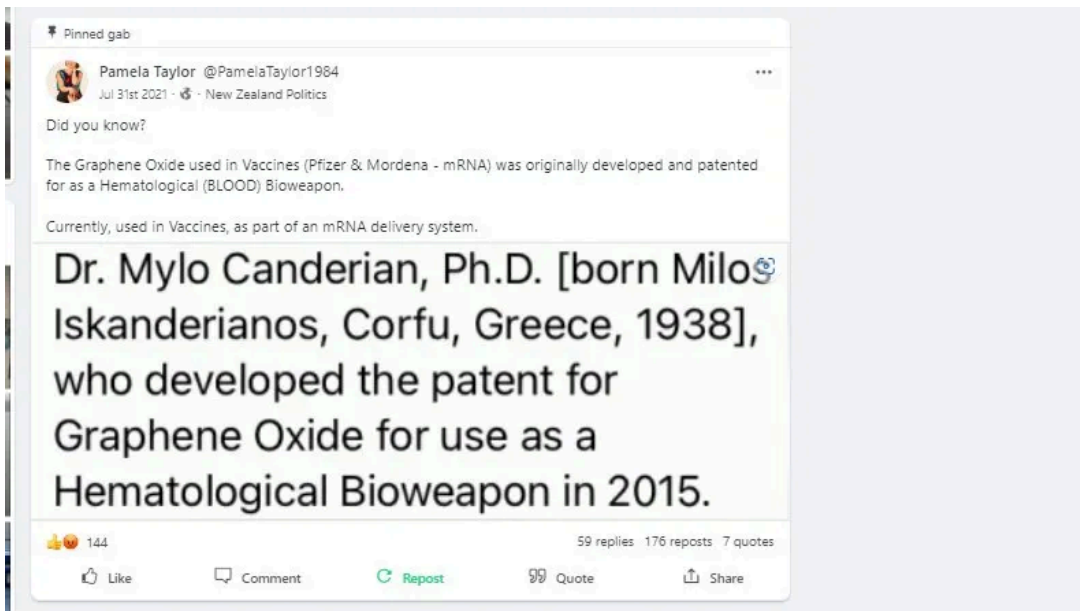 Pinned gab
Pamela Taylor @PamelaTaylor1984
Jul 31st 2021 · · New Zealand Politics
Did you know?
The Graphene Oxide used in Vaccines (Pfizer & Mordena - mRNA) was originally developed and patented
for as a Hematological (BLOOD) Bioweapon.
Currently, used in Vaccines, as part of an mRNA delivery system.
Dr. Mylo Canderian, Ph.D. [born Milos
Iskanderianos, Corfu, Greece, 1938],
who developed the patent for
Graphene Oxide for use as a
Hematological Bioweapon in 2015.
144 59 replies 176 reposts 7 quotes
Like Comment Repost Quote Share